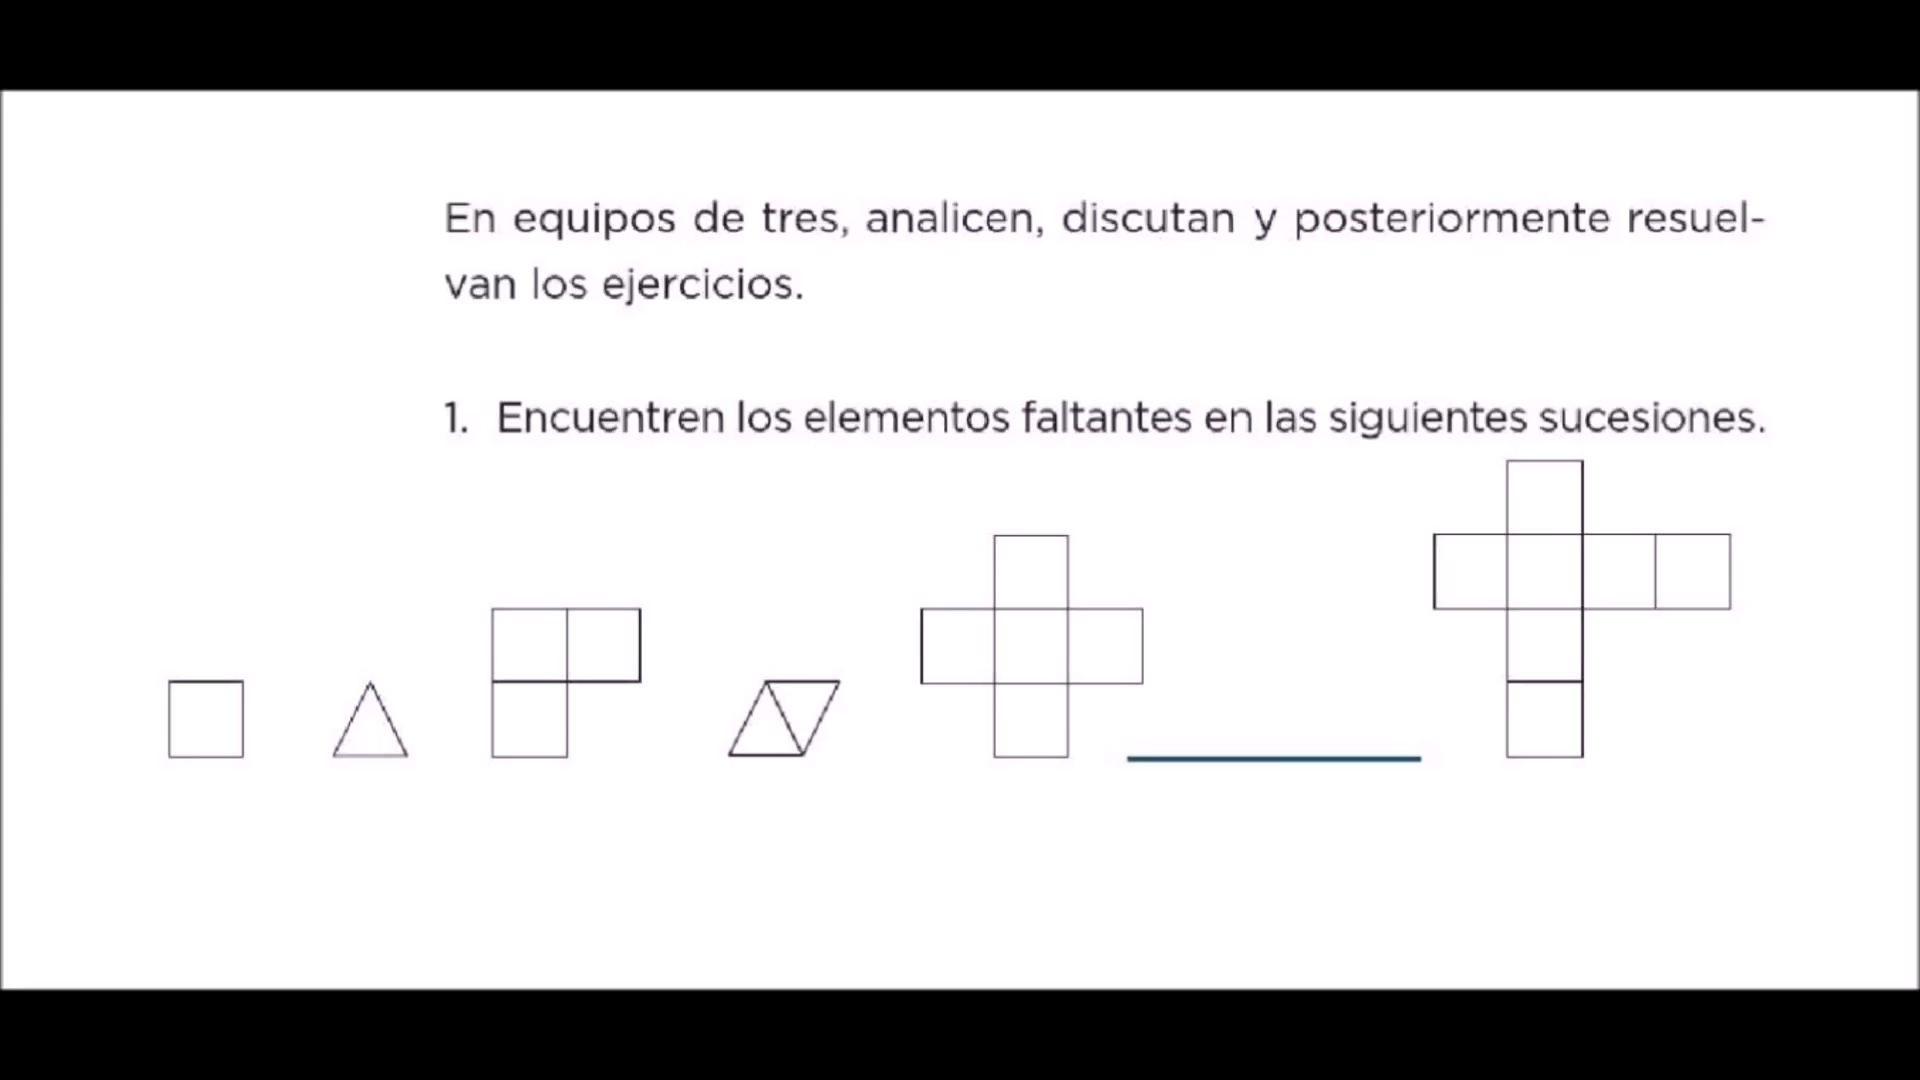 En equipos de tres, analicen, discutan y posteriormente resuel-
van los ejercicios.
1. Encuentren los elementos faltantes en las siguientes sucesiones.